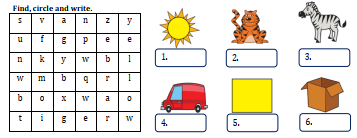 Find, circle and write.
s v a n z y
u f g p e e
n k y w b l
w m b q r l
b o x w a o
t i g e r w
1. 2. 3.
4. 5. 6.